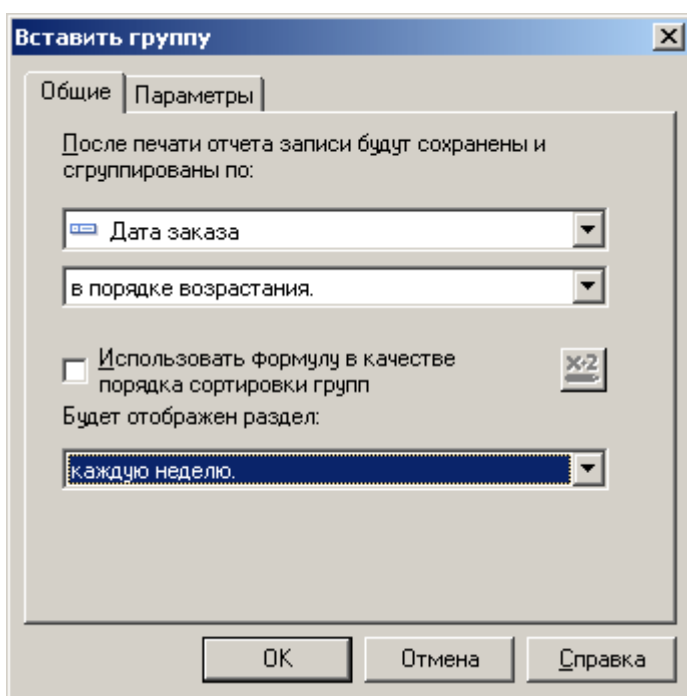 Вставить группу
Общие
Параметры
После печати отчета записи будут сохранены и
сгруппированы по:
Дата заказа
в порядке возрастания.
Использовать формулу в качестве
порядка сортировки групп
x+2
Будет отображен раздел:
каждую неделю.
OK
Отмена
Справка